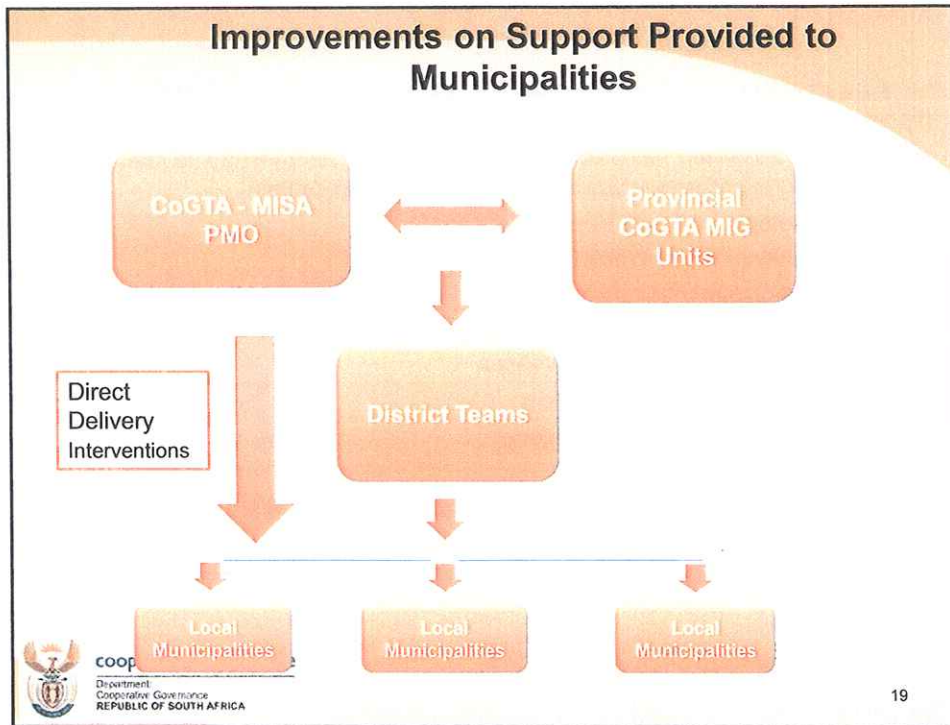 Improvements on Support Provided to
Municipalities
CoGTA - MISA
PMO
Provincial
CoGTA MIG
Units
Direct
Delivery
Interventions
District Teams
Local
Municipalities
Local
Municipalities
Local
Municipalities
coop
e
Department:
Cooperative Governance
REPUBLIC OF SOUTH AFRICA
19